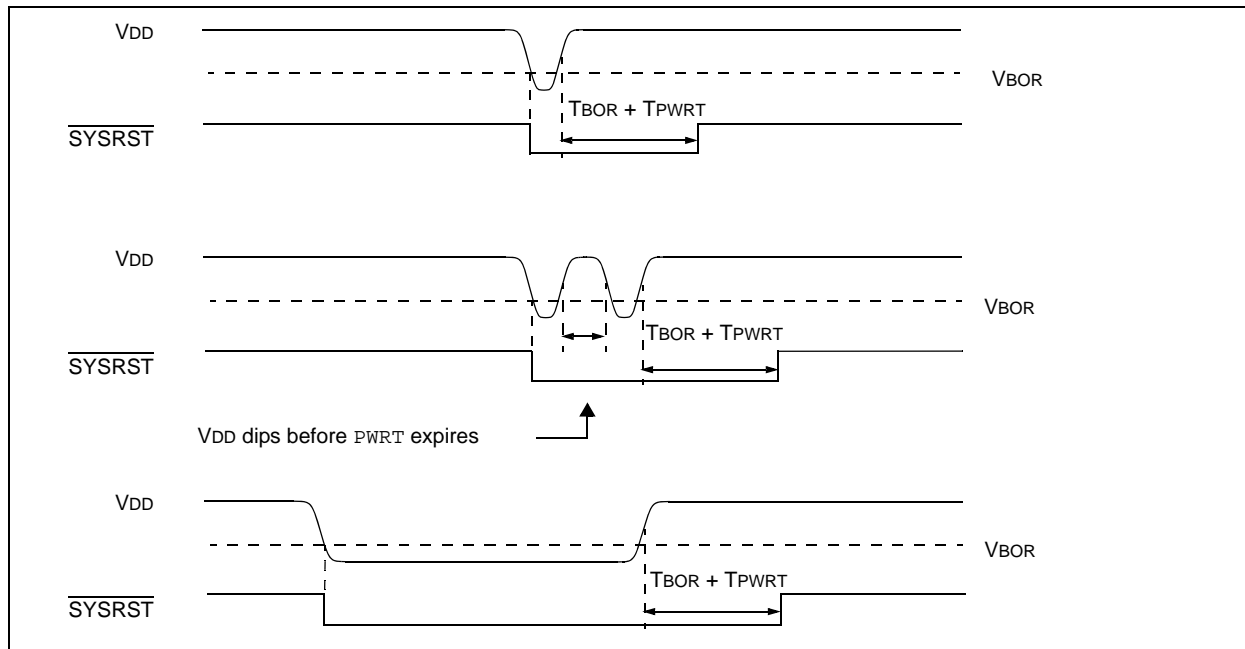 VDD
VBOR
TBOR + TPWRT
SYSRST
VDD
VBOR
TBOR + TPWRT
SYSRST
VDD dips before PWRT expires
VDD
VBOR
TBOR + TPWRT
SYSRST